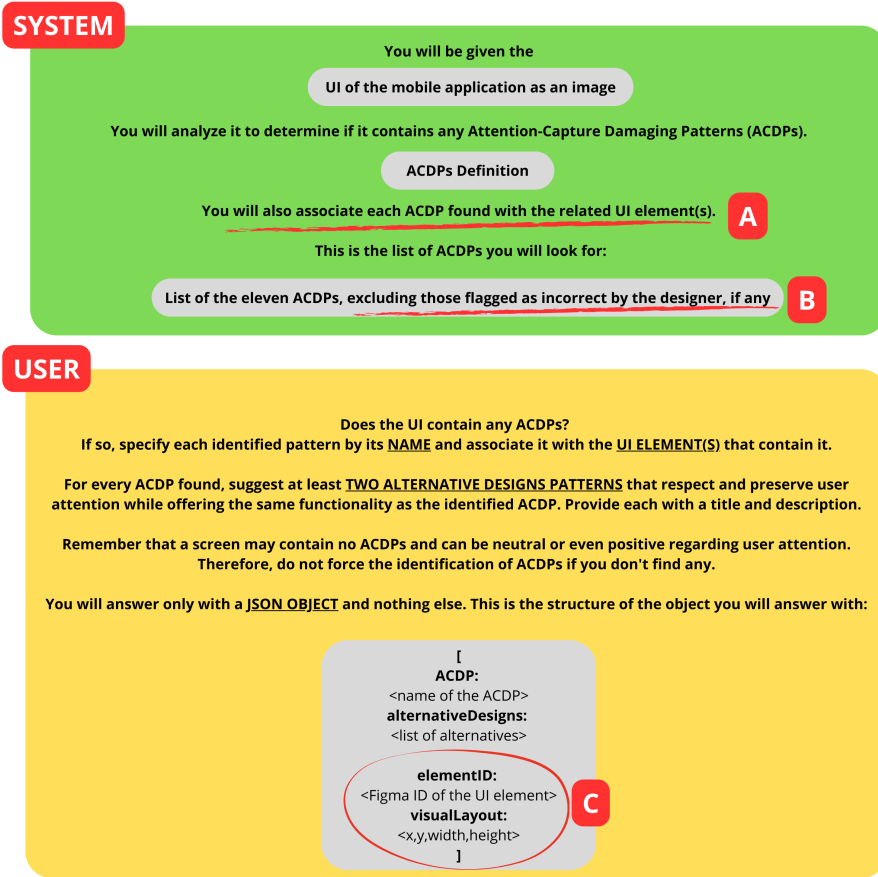 SYSTEM
You will be given the
UI of the mobile application as an image
You will analyze it to determine if it contains any Attention-Capture Damaging Patterns (ACDPs).
ACDPs Definition
You will also associate each ACDP found with the related UI element(s).
A
This is the list of ACDPs you will look for:
List of the eleven ACDPs, excluding those flagged as incorrect by the designer, if any
B
USER
Does the UI contain any ACDPs?
If so, specify each identified pattern by its NAME and associate it with the UI ELEMENT(S) that contain it.
For every ACDP found, suggest at least TWO ALTERNATIVE DESIGNS PATTERNS that respect and preserve user
attention while offering the same functionality as the identified ACDP. Provide each with a title and description.
Remember that a screen may contain no ACDPs and can be neutral or even positive regarding user attention.
Therefore, do not force the identification of ACDPs if you don't find any.
You will answer only with a JSON OBJECT and nothing else. This is the structure of the object you will answer with:
[
ACDP:
<name of the ACDP>
alternativeDesigns:
<list of alternatives>
elementID:
<Figma ID of the UI element>
visualLayout:
<x,y,width,height>
]
C